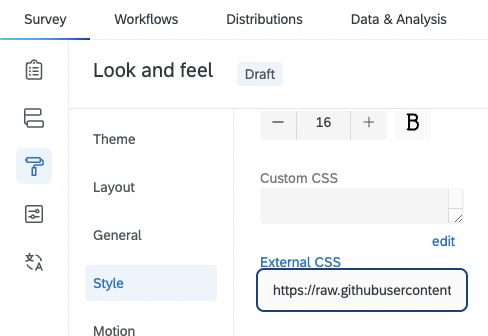 Survey Workflows Distributions Data & Analysis
Look and feel Draft
Theme
Layout
General
Style
Motion
− 16 + B
Custom CSS
edit
External CSS
https://raw.githubusercontent